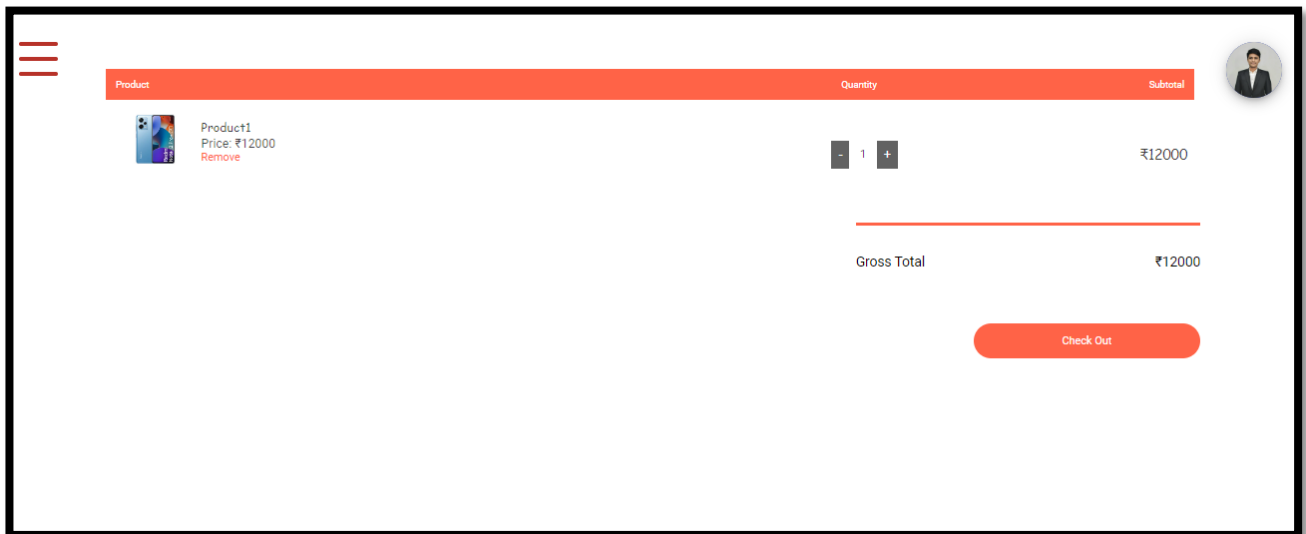 Product Quantity Subtotal
Product1
Price: ₹12000
Remove
- 1 + ₹12000
Gross Total ₹12000
Check Out